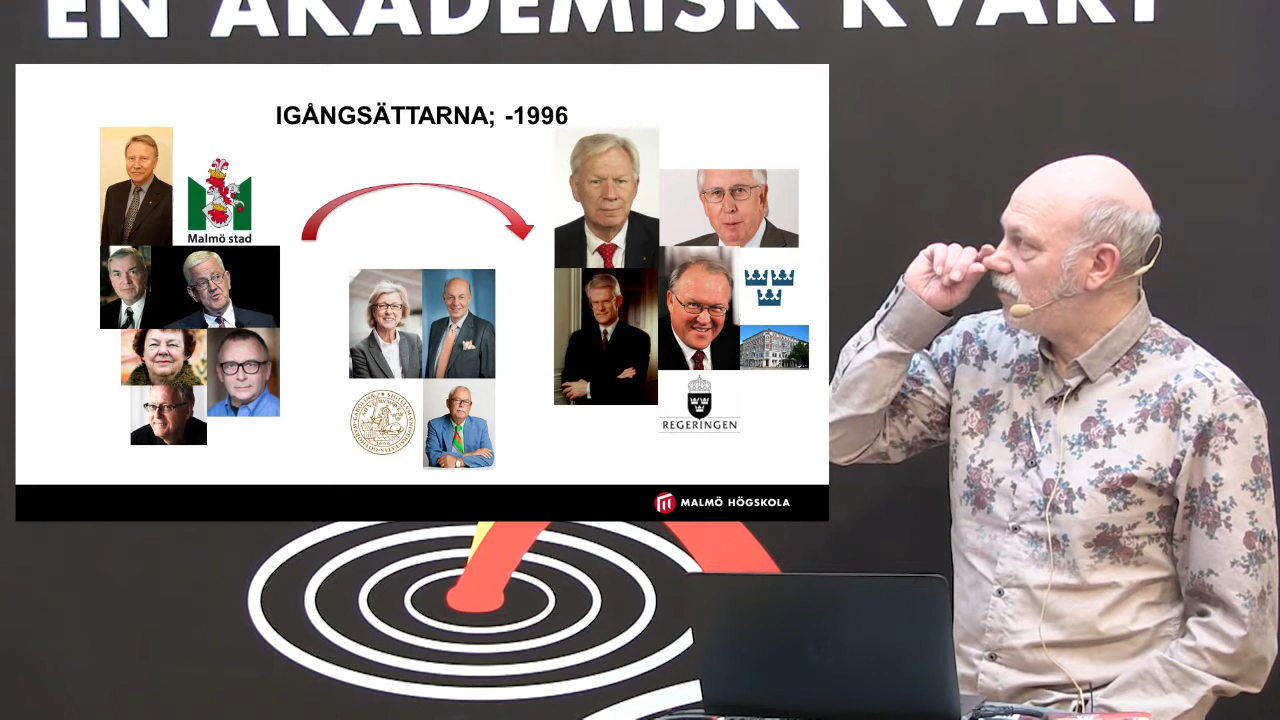 EN AKADEMISK KVART
IGÅNGSÄTTARNA; -1996
Malmö stad
REGERINGEN
MALMÖ HÖGSKOLA